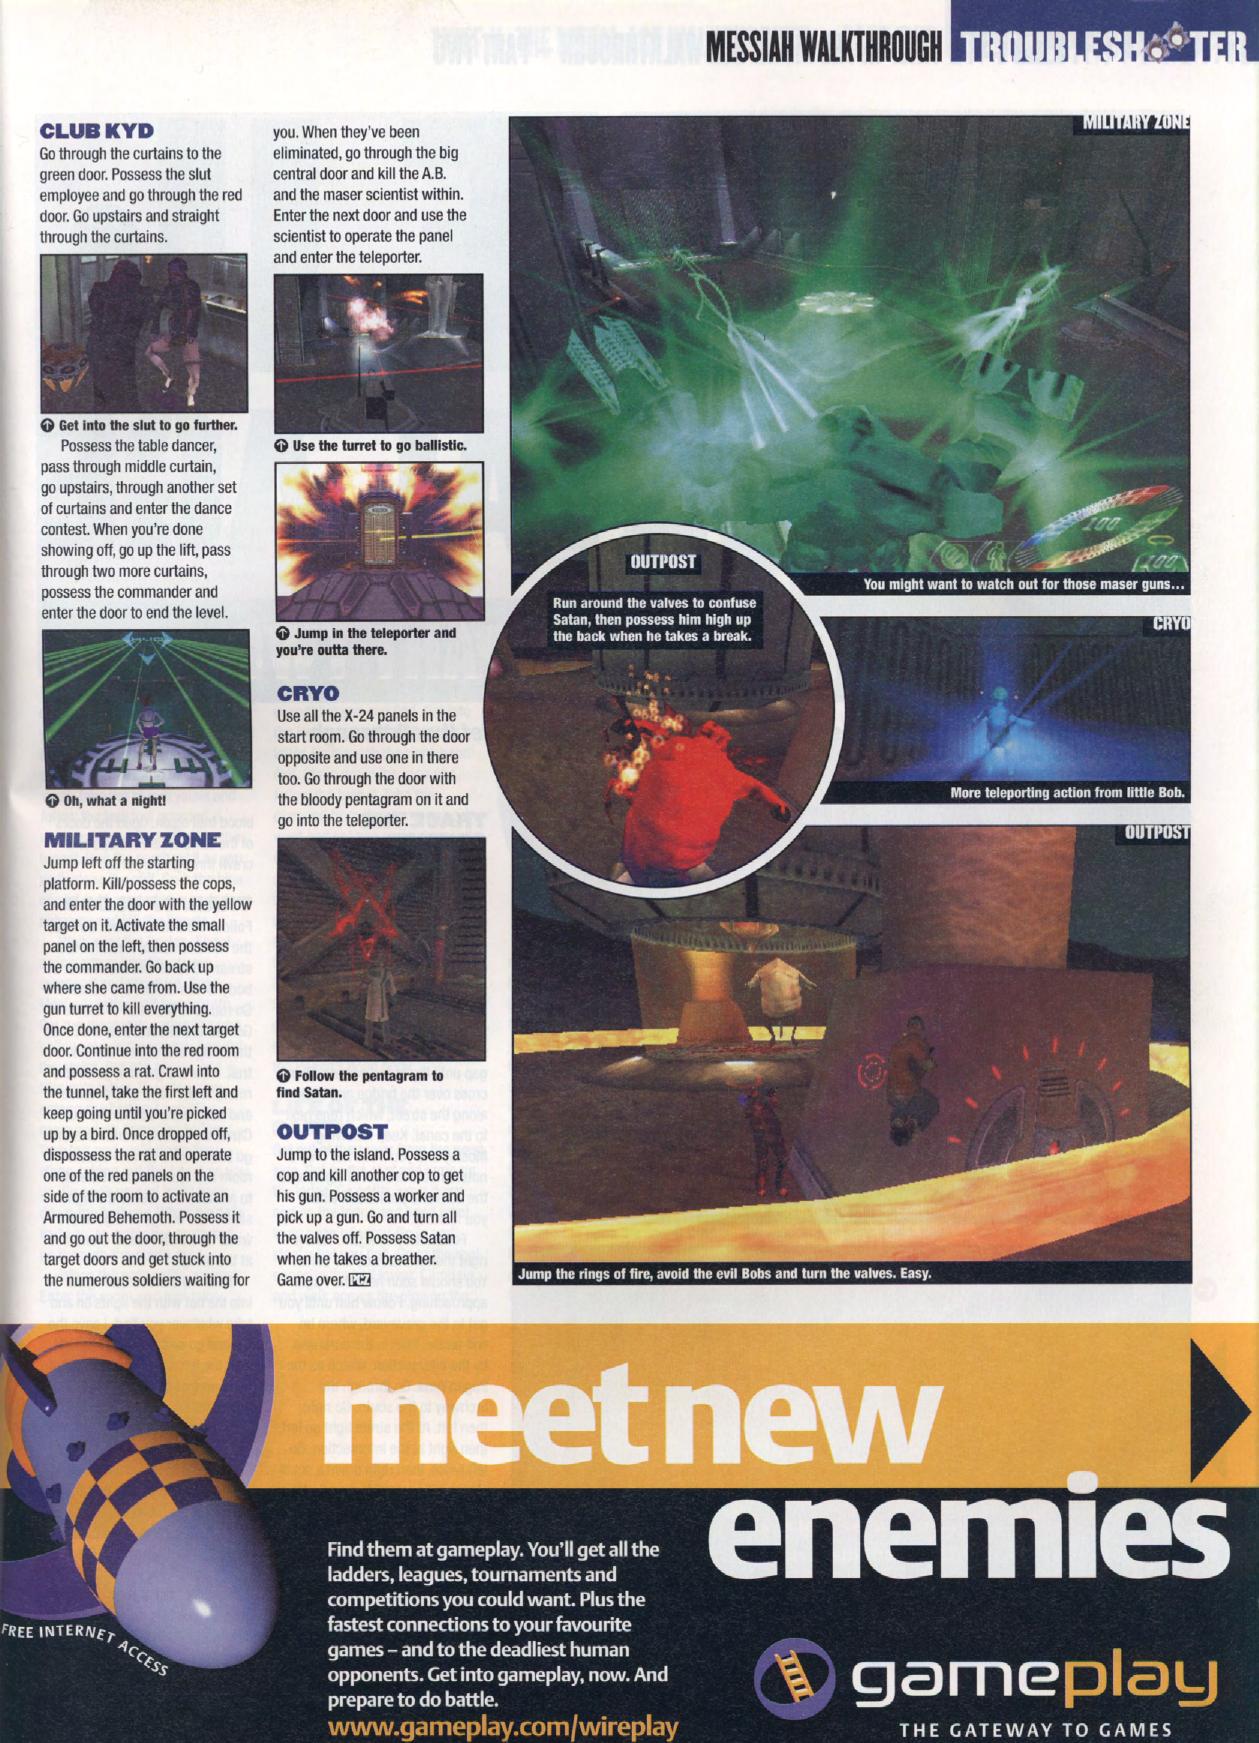 MESSIAH WALKTHROUGH TROUBLESHOOTER
CLUB KYD
Go through the curtains to the
green door. Possess the slut
employee and go through the red
door. Go upstairs and straight
through the curtains.
Get into the slut to go further.
Possess the table dancer,
pass through middle curtain,
go upstairs, through another set
of curtains and enter the dance
contest. When you're done
showing off, go up the lift, pass
through two more curtains,
possess the commander and
enter the door to end the level.
Oh, what a night!
MILITARY ZONE
Jump left off the starting
platform. Kill/possess the cops,
and enter the door with the yellow
target on it. Activate the small
panel on the left, then possess
the commander. Go back up
where she came from. Use the
gun turret to kill everything.
Once done, enter the next target
door. Continue into the red room
and possess a rat. Crawl into
the tunnel, take the first left and
keep going until you're picked
up by a bird. Once dropped off,
dispossess the rat and operate
one of the red panels on the
side of the room to activate an
Armoured Behemoth. Possess it
and go out the door, through the
target doors and get stuck into
the numerous soldiers waiting for
you. When they've been
eliminated, go through the big
central door and kill the A.B.
and the maser scientist within.
Enter the next door and use the
scientist to operate the panel
and enter the teleporter.
Use the turret to go ballistic.
Jump in the teleporter and
you're outta there.
CRYO
Use all the X-24 panels in the
start room. Go through the door
opposite and use one in there
too. Go through the door with
the bloody pentagram on it and
go into the teleporter.
Follow the pentagram to
find Satan.
OUTPOST
Jump to the island. Possess a
cop and kill another cop to get
his gun. Possess a worker and
pick up a gun. Go and turn all
the valves off. Possess Satan
when he takes a breather.
Game over. PCZ
MILITARY ZONE
100
100
You might want to watch out for those maser guns...
OUTPOST
Run around the valves to confuse
Satan, then possess him high up
the back when he takes a break.
CRYO
More teleporting action from little Bob.
OUTPOST
Jump the rings of fire, avoid the evil Bobs and turn the valves. Easy.
meet new
enemies
FREE INTERNET ACCESS
Find them at gameplay. You'll get all the
ladders, leagues, tournaments and
competitions you could want. Plus the
fastest connections to your favourite
games – and to the deadliest human
opponents. Get into gameplay, now. And
prepare to do battle.
www.gameplay.com/wireplay
gameplay
THE GATEWAY TO GAMES